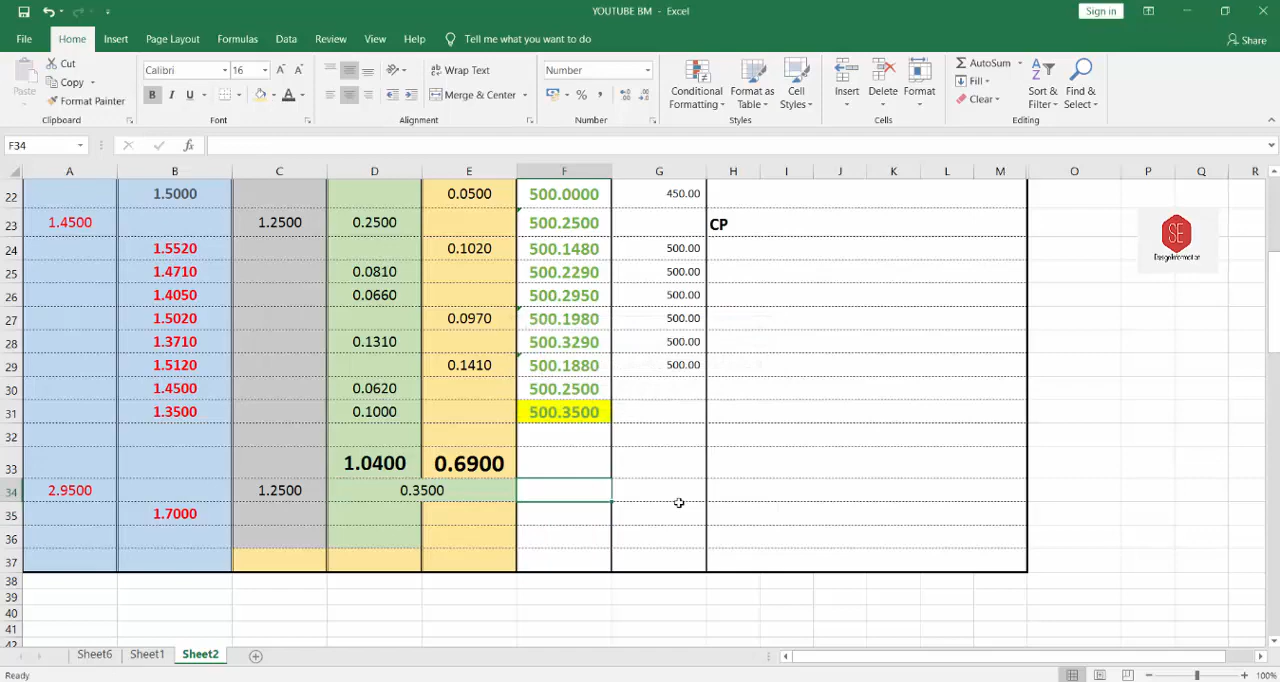 YOUTUBE BM - Excel
Sign in
File Home Insert Page Layout Formulas Data Review View Help Tell me what you want to do
Share
Paste
Cut
Copy
Format Painter
Clipboard
Calibri 16
B I U
Font
Wrap Text
Merge & Center
Alignment
Number
Number
Conditional Formatting
Format as Table
Cell Styles
Styles
Insert Delete Format
Cells
AutoSum
Fill
Clear
Sort & Filter
Find & Select
Editing
F34
fx
A B C D E F G H I J K L M O P Q R
22 1.5000 0.0500 500.0000 450.00
23 1.4500 1.2500 0.2500 500.2500 CP
SE
24 1.5520 0.1020 500.1480 500.00
25 1.4710 0.0810 500.2290 500.00
26 1.4050 0.0660 500.2950 500.00
27 1.5020 0.0970 500.1980 500.00
28 1.3710 0.1310 500.3290 500.00
29 1.5120 0.1410 500.1880 500.00
30 1.4500 0.0620 500.2500
31 1.3500 0.1000 500.3500
32
33 1.0400 0.6900
34 2.9500 1.2500 0.3500
35 1.7000
36
37
38
39
40
41
42
Sheet6 Sheet1 Sheet2
Ready
100%